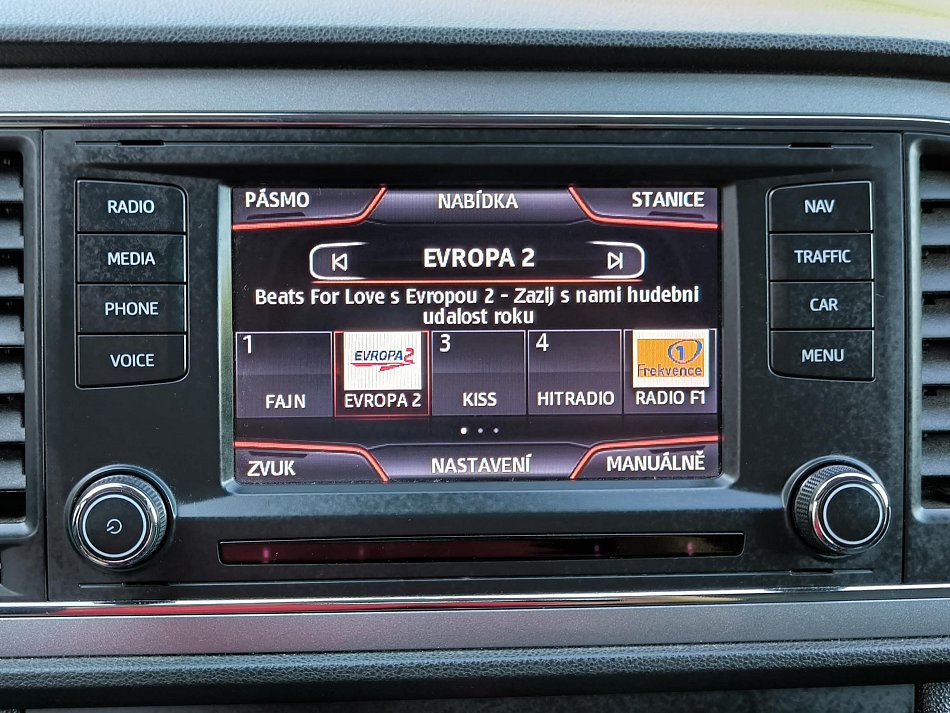 RADIO
MEDIA
PHONE
VOICE
PÁSMO
NABÍDKA
STANICE
EVROPA 2
Beats For Love s Evropou 2 - Zazij s nami hudebni
udalost roku
1
FAJN
EVROPA 2
EVROPA 2
3
KISS
4
HITRADIO
1
Frekvence
RADIO F1
ZVUK
NASTAVENÍ
MANUÁLNĚ
NAV
TRAFFIC
CAR
MENU